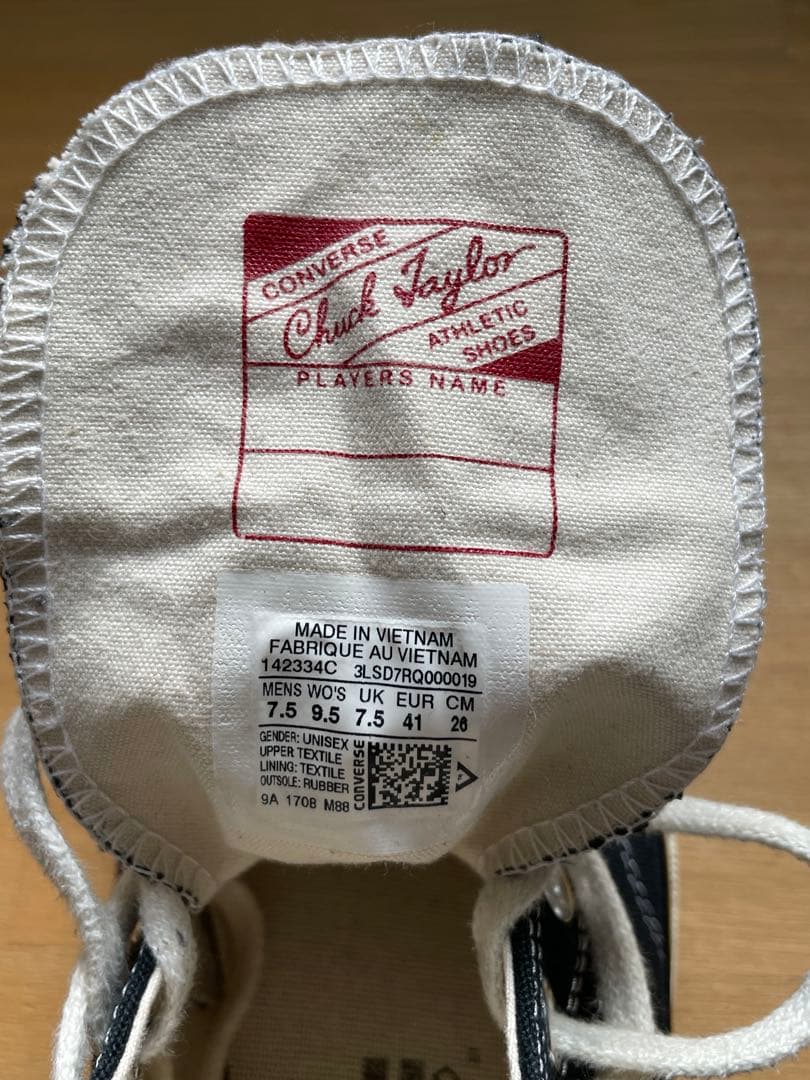 CONVERSE
Chuck Taylor
ATHLETIC
SHOES
PLAYERS NAME
MADE IN VIETNAM
FABRIQUE AU VIETNAM
142334C 3LSD7RQ000019
MENS WO'S UK EUR CM
7.5 9.5 7.5 41 26
GENDER: UNISEX
UPPER TEXTILE
LINING: TEXTILE
OUTSOLE: RUBBER
9A 1708 M88
CONVERSE